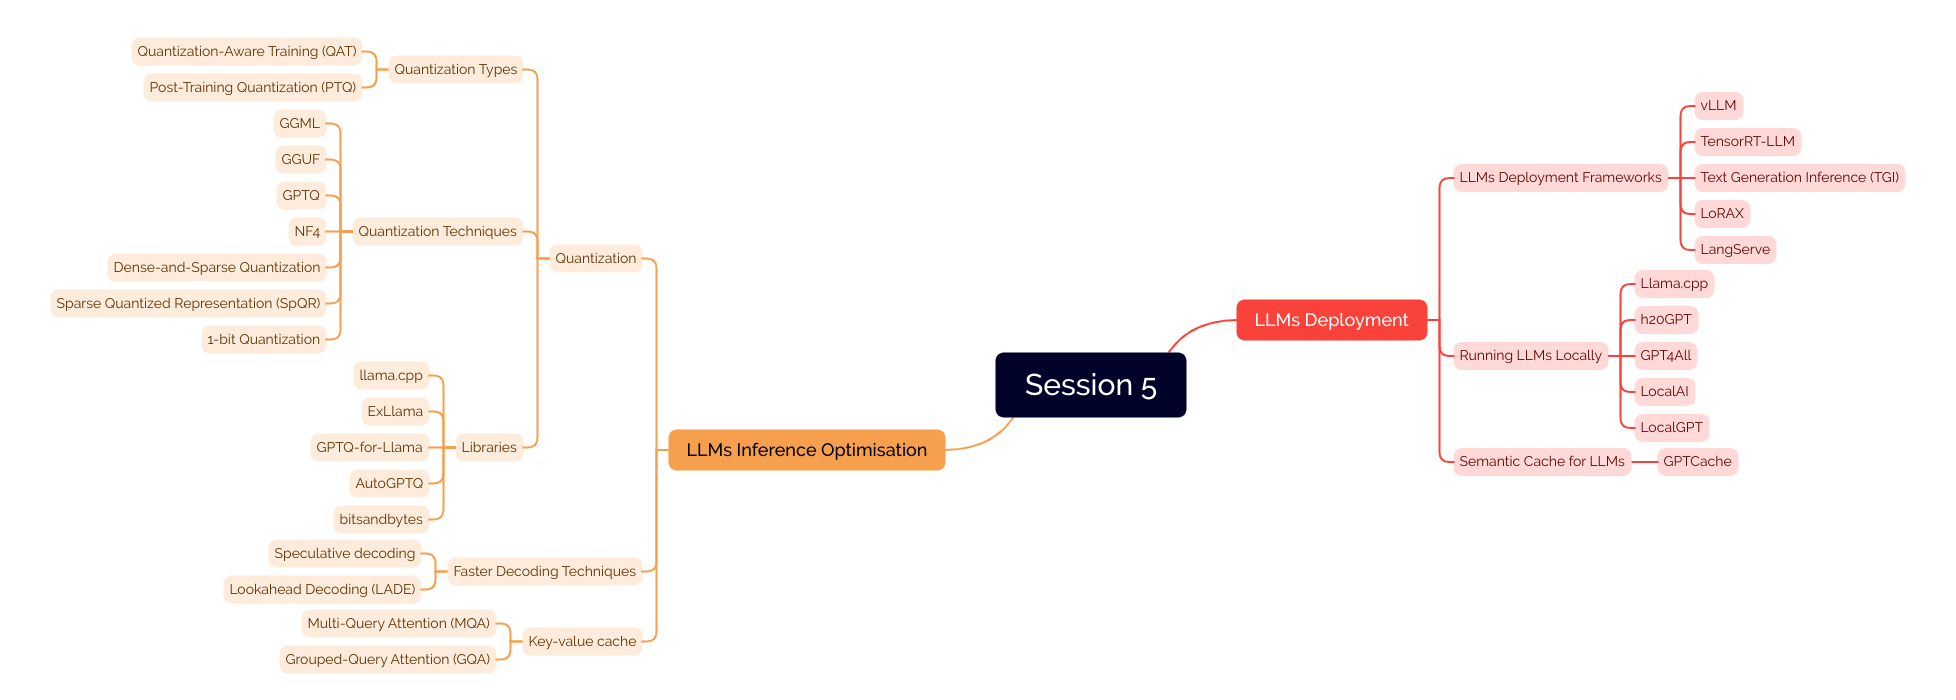 Session 5
LLMs Deployment
LLMs Deployment Frameworks
vLLM
TensorRT-LLM
Text Generation Inference (TGI)
LoRAX
LangServe
Running LLMs Locally
Llama.cpp
h20GPT
GPT4All
LocalAI
LocalGPT
Semantic Cache for LLMs
GPTCache
LLMs Inference Optimisation
Quantization
Quantization Types
Quantization-Aware Training (QAT)
Post-Training Quantization (PTQ)
Quantization Techniques
GGML
GGUF
GPTQ
NF4
Dense-and-Sparse Quantization
Sparse Quantized Representation (SpQR)
1-bit Quantization
Libraries
llama.cpp
ExLlama
GPTQ-for-Llama
AutoGPTQ
bitsandbytes
Faster Decoding Techniques
Speculative decoding
Lookahead Decoding (LADE)
Key-value cache
Multi-Query Attention (MQA)
Grouped-Query Attention (GQA)